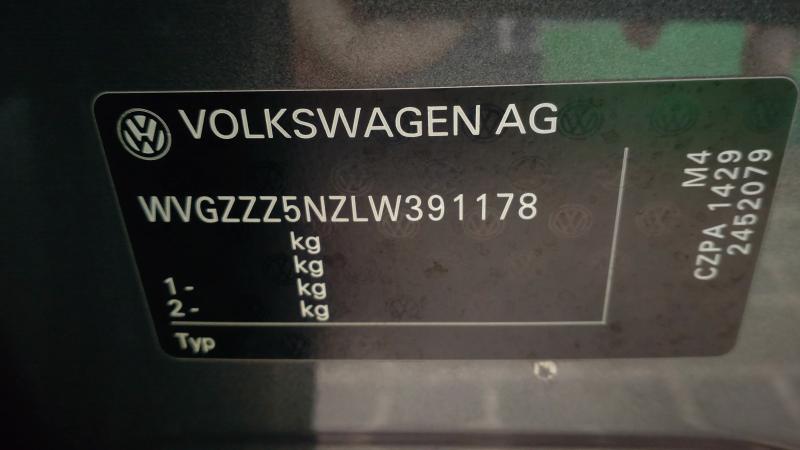 VOLKSWAGEN AG
WVGZZZ5NZLW391178
kg
kg
1- kg
2- kg
Typ
M4
CZPA 1429
2452079